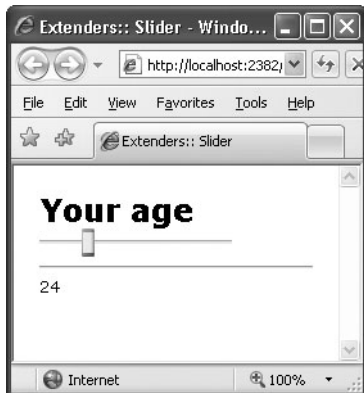 Extenders:: Slider - Windo...
http://localhost:2382/
File Edit View Favorites Tools Help
Extenders:: Slider
Your age
24
Internet 100%